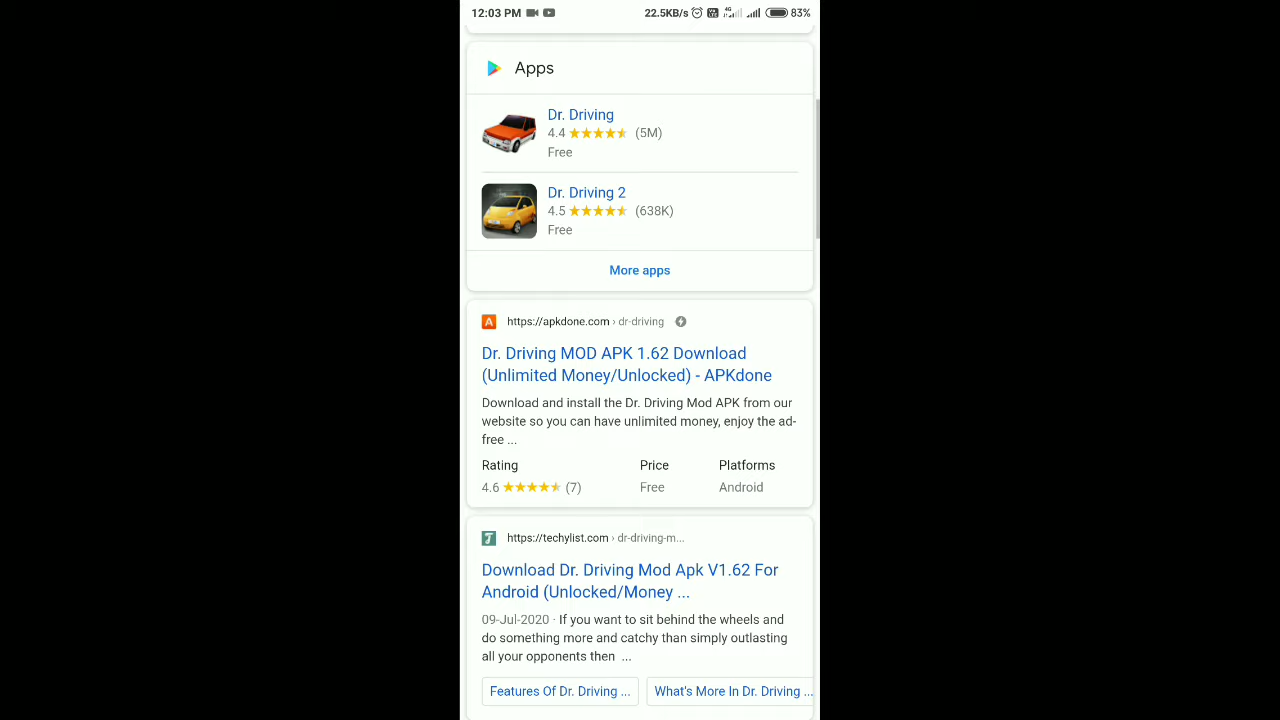 12:03 PM 22.5KB/s 4G 83%
Apps
Dr. Driving
4.4 (5M)
Free
Dr. Driving 2
4.5 (638K)
Free
More apps
A https://apkdone.com › dr-driving
Dr. Driving MOD APK 1.62 Download
(Unlimited Money/Unlocked) - APKdone
Download and install the Dr. Driving Mod APK from our
website so you can have unlimited money, enjoy the ad-
free ...
Rating Price Platforms
4.6 (7) Free Android
J https://techylist.com › dr-driving-m...
Download Dr. Driving Mod Apk V1.62 For
Android (Unlocked/Money ...
09-Jul-2020 · If you want to sit behind the wheels and
do something more and catchy than simply outlasting
all your opponents then ...
Features Of Dr. Driving ... What's More In Dr. Driving ...